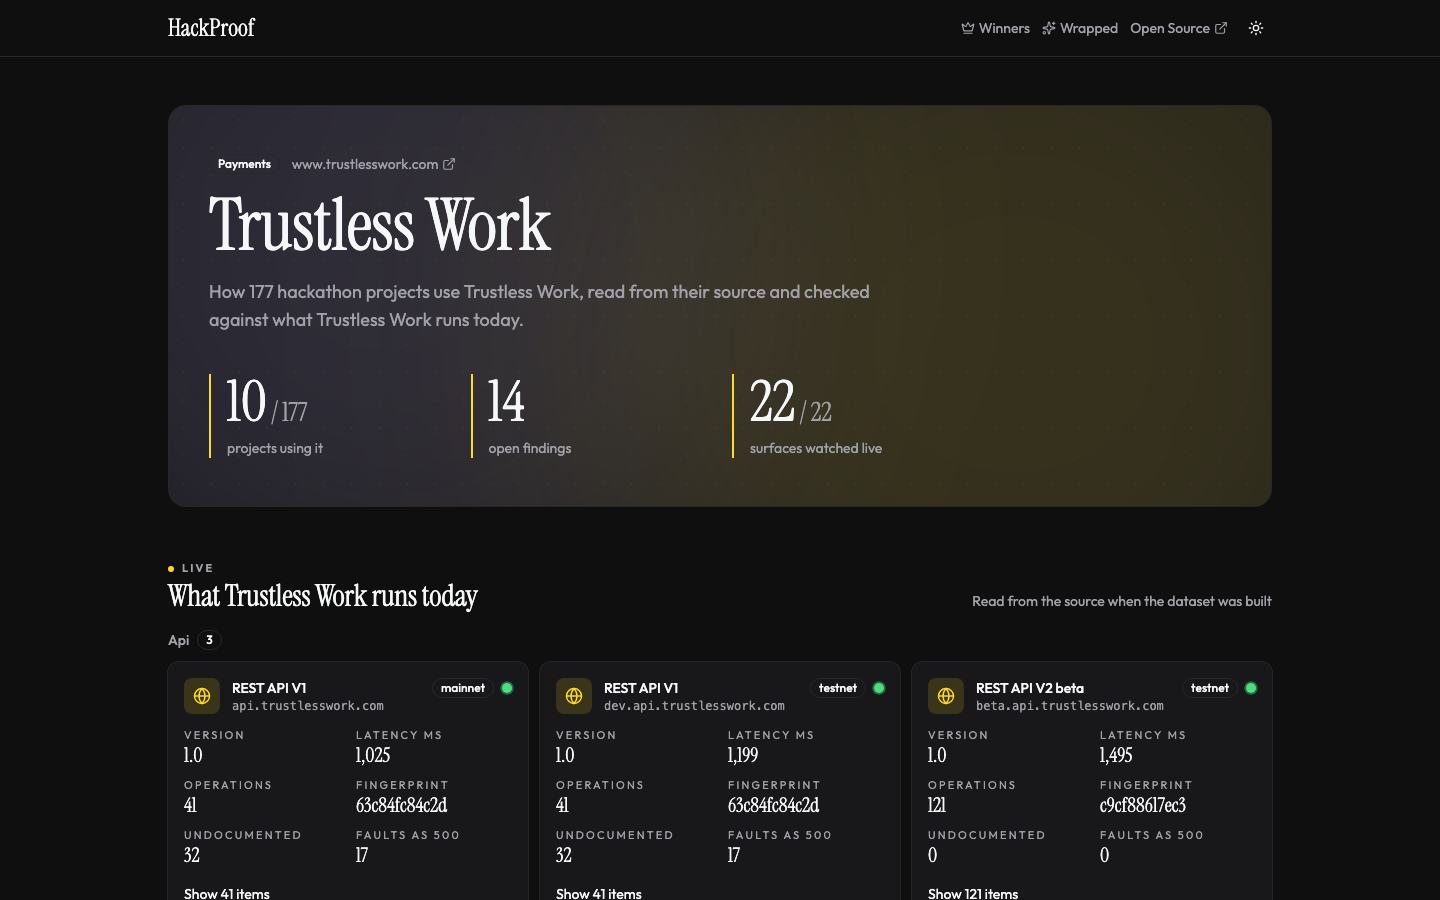 HackProof
Winners
Wrapped
Open Source
Payments
www.trustlesswork.com
Trustless Work
How 177 hackathon projects use Trustless Work, read from their source and checked
against what Trustless Work runs today.
10 / 177
projects using it
14
open findings
22 / 22
surfaces watched live
LIVE
What Trustless Work runs today
Read from the source when the dataset was built
Api 3
REST API V1
mainnet
api.trustlesswork.com
VERSION
1.0
LATENCY MS
1,025
OPERATIONS
41
FINGERPRINT
63c84fc84c2d
UNDOCUMENTED
32
FAULTS AS 500
17
Show 41 items
REST API V1
testnet
dev.api.trustlesswork.com
VERSION
1.0
LATENCY MS
1,199
OPERATIONS
41
FINGERPRINT
63c84fc84c2d
UNDOCUMENTED
32
FAULTS AS 500
17
Show 41 items
REST API V2 beta
testnet
beta.api.trustlesswork.com
VERSION
1.0
LATENCY MS
1,495
OPERATIONS
121
FINGERPRINT
c9cf88617ec3
UNDOCUMENTED
0
FAULTS AS 500
0
Show 121 items